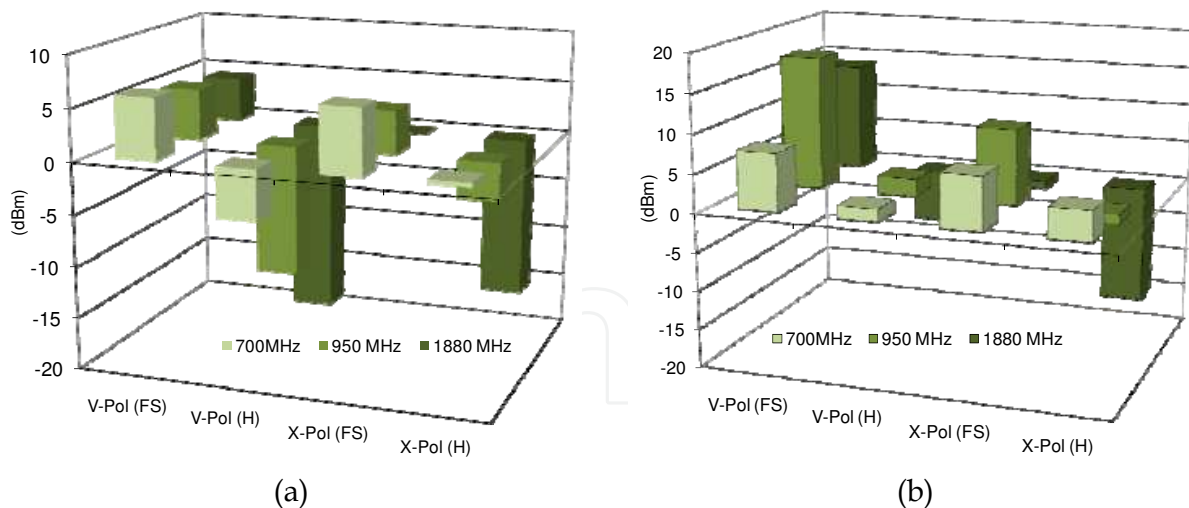 10
5
0
-5
-10
-15
-20
(dBm)
700MHz 950 MHz 1880 MHz
V-Pol (FS)
V-Pol (H)
X-Pol (FS)
X-Pol (H)
(a)
20
15
10
5
0
-5
-10
-15
-20
(dBm)
700MHz 950 MHz 1880 MHz
V-Pol (FS)
V-Pol (H)
X-Pol (FS)
X-Pol (H)
(b)